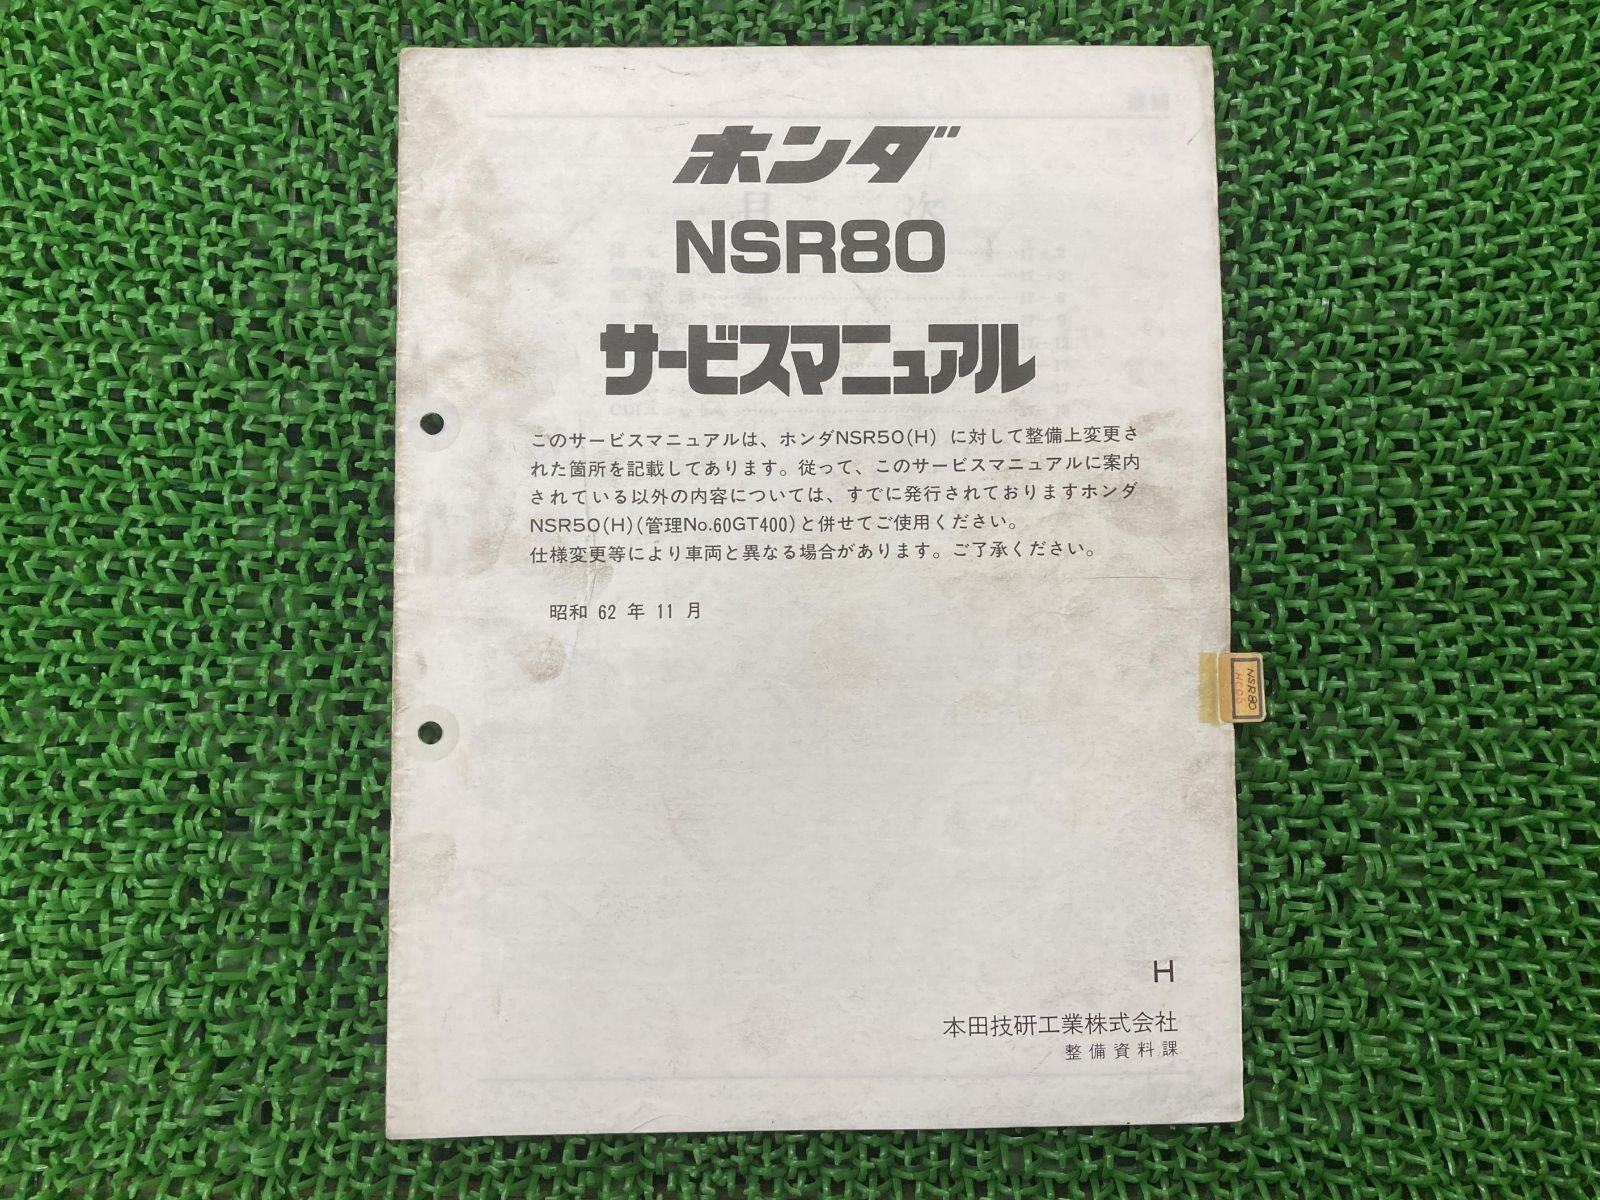 ホンダ
NSR80
サービスマニュアル
このサービスマニュアルは、ホンダNSR50(H) に対して整備上変更さ
れた箇所を記載してあります。従って、このサービスマニュアルに案内
されている以外の内容については、すでに発行されておりますホンダ
NSR50(H)(管理No.60GT400)と併せてご使用ください。
仕様変更等により車両と異なる場合があります。ご了承ください。
昭和 62 年 11 月
NSR80
HC06
H
本田技研工業株式会社
整備資料課